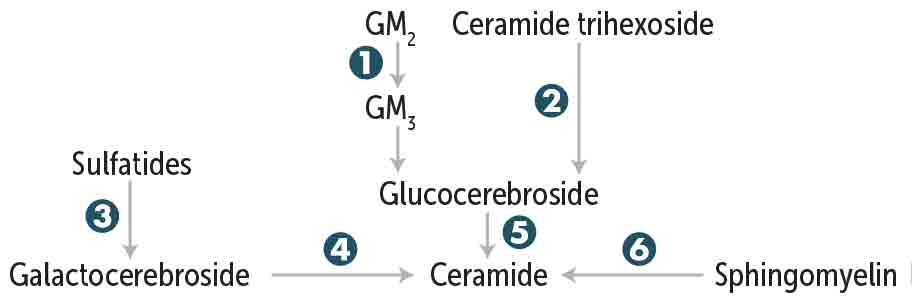 GM₂ Ceramide trihexoside
1
2
GM₃
Sulfatides
Glucocerebroside
3
5
4
6
Galactocerebroside Ceramide Sphingomyelin